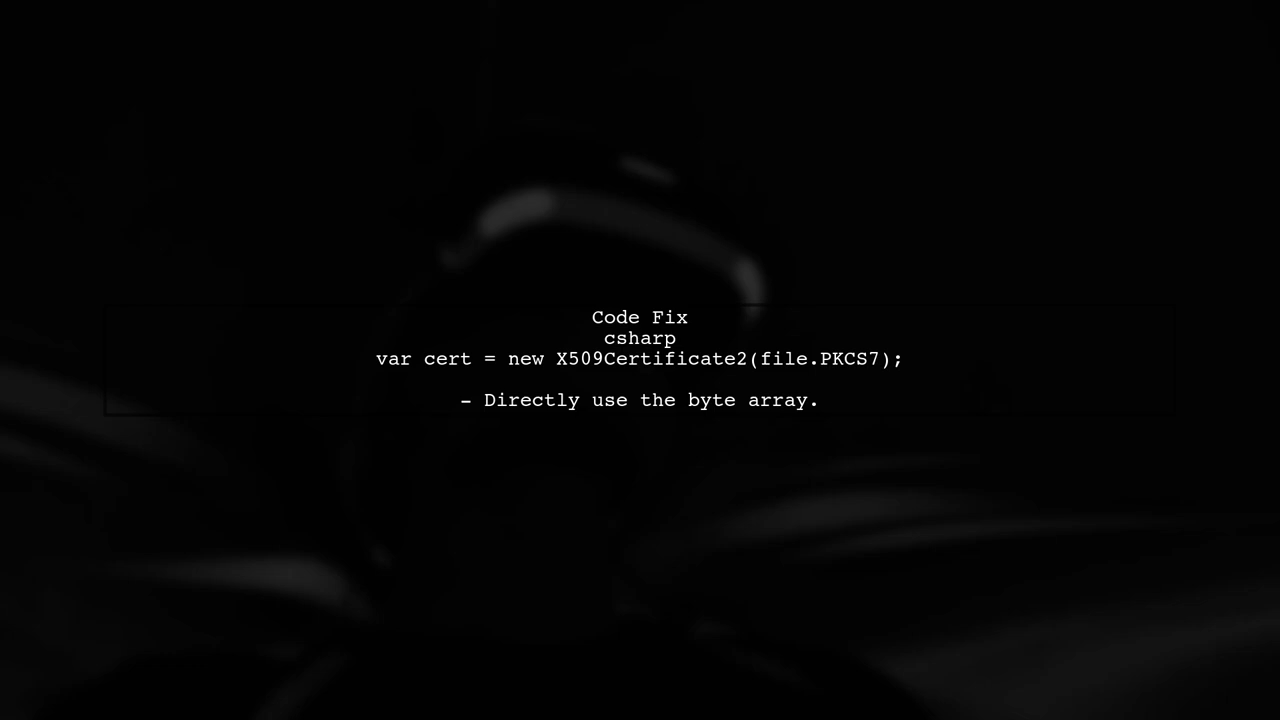 Code Fix
csharp
var cert = new X509Certificate2(file.PKCS7);
- Directly use the byte array.